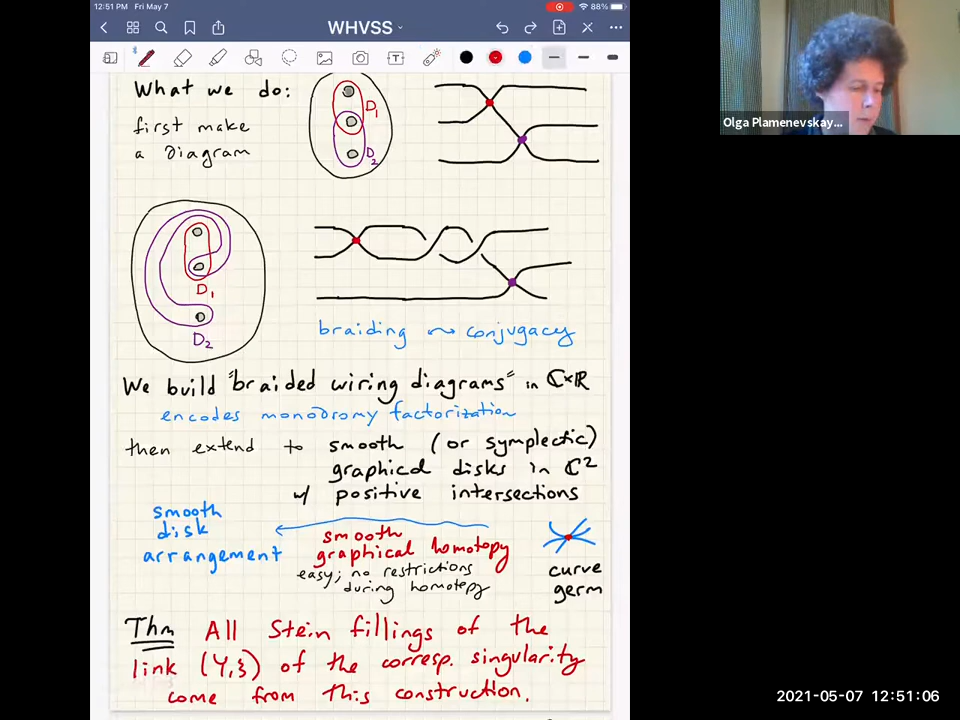 12:51 PM Fri May 7
88%
WHVSS
What we do:
first make
a diagram
D1
D2
D1
D2
braiding ⇝ conjugacy
We build "braided wiring diagrams" in ℂ×ℝ
encodes monodromy factorization
then extend to smooth (or symplectic)
graphical disks in ℂ²
w/ positive intersections
smooth
disk
arrangement
smooth
graphical homotopy
easy; no restrictions
during homotopy
curve
germ
Thm All Stein fillings of the
link (Y,ξ) of the corresp. singularity
come from this construction.
Olga Plamenevskay...
2021-05-07 12:51:06